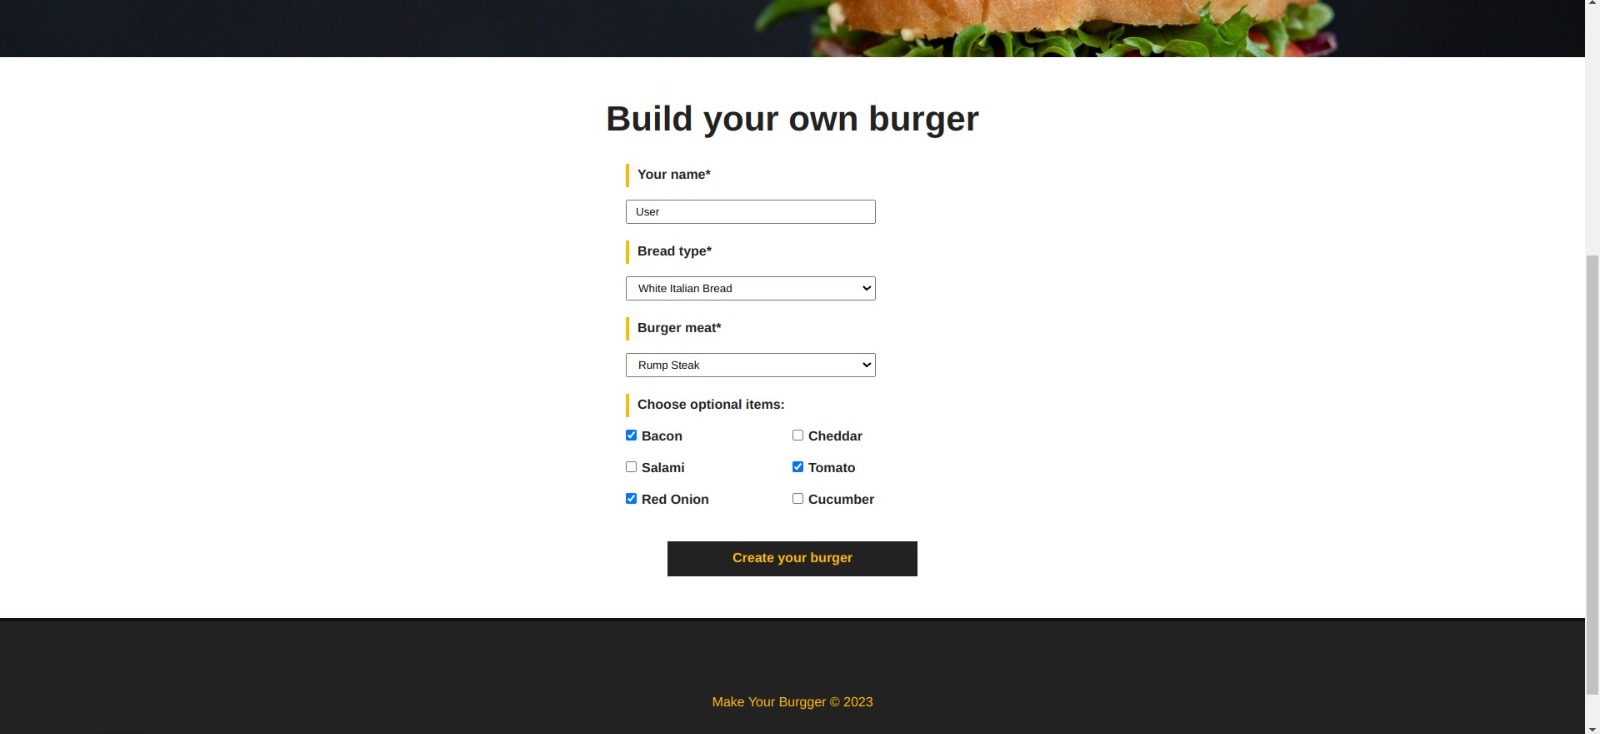 Build your own burger
Your name*
User
Bread type*
White Italian Bread
Burger meat*
Rump Steak
Choose optional items:
Bacon
Cheddar
Salami
Tomato
Red Onion
Cucumber
Create your burger
Make Your Burgger © 2023